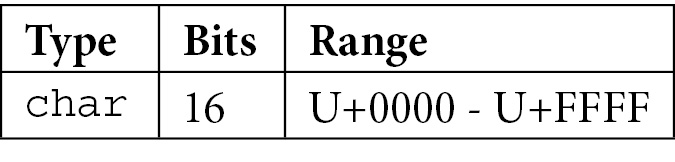 Type Bits Range
char 16 U+0000 - U+FFFF